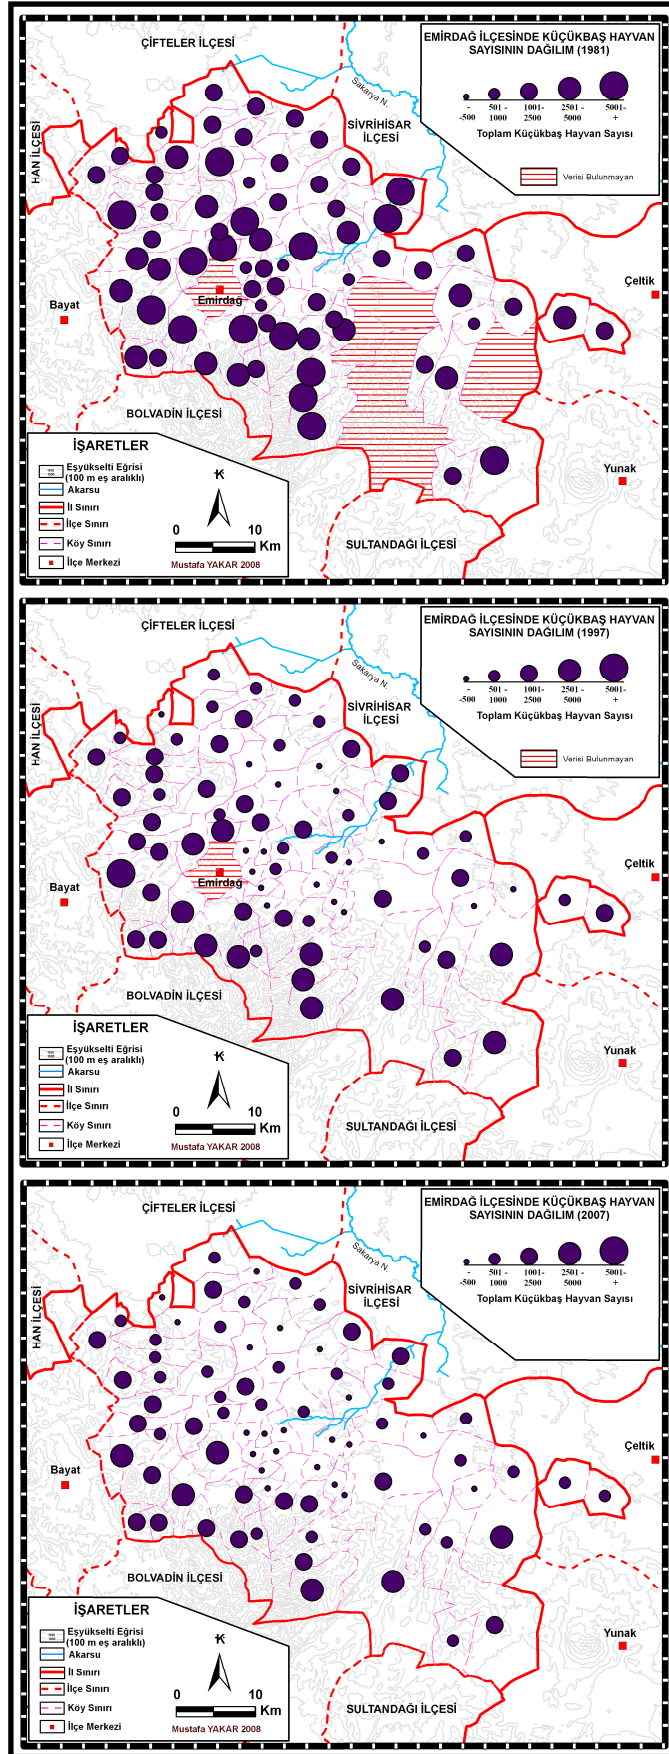 ÇİFTELER İLÇESİ
EMİRDAĞ İLÇESİNDE KÜÇÜKBAŞ HAYVAN
SAYISININ DAĞILIM (1981)
- 501 - 1001- 2501 - 5001-
-500 1000 2500 5000 +
Toplam Küçükbaş Hayvan Sayısı
Verisi Bulunmayan
Sakarya N.
SİVRİHİSAR
İLÇESİ
HAN İLÇESİ
Çeltik
Emirdağ
Bayat
BOLVADİN İLÇESİ
Yunak
SULTANDAĞI İLÇESİ
İŞARETLER
Eşyükselti Eğrisi
(100 m eş aralıklı)
Akarsu
İl Sınırı
İlçe Sınırı
Köy Sınırı
İlçe Merkezi
K
0 10 Km
Mustafa YAKAR 2008
ÇİFTELER İLÇESİ
EMİRDAĞ İLÇESİNDE KÜÇÜKBAŞ HAYVAN
SAYISININ DAĞILIM (1997)
- 501 - 1001- 2501 - 5001-
-500 1000 2500 5000 +
Toplam Küçükbaş Hayvan Sayısı
Verisi Bulunmayan
Sakarya N.
SİVRİHİSAR
İLÇESİ
HAN İLÇESİ
Çeltik
Emirdağ
Bayat
BOLVADİN İLÇESİ
Yunak
SULTANDAĞI İLÇESİ
İŞARETLER
Eşyükselti Eğrisi
(100 m eş aralıklı)
Akarsu
İl Sınırı
İlçe Sınırı
Köy Sınırı
İlçe Merkezi
K
0 10 Km
Mustafa YAKAR 2008
ÇİFTELER İLÇESİ
EMİRDAĞ İLÇESİNDE KÜÇÜKBAŞ HAYVAN
SAYISININ DAĞILIM (2007)
- 501 - 1001- 2501 - 5001-
-500 1000 2500 5000 +
Toplam Küçükbaş Hayvan Sayısı
Sakarya N.
SİVRİHİSAR
İLÇESİ
HAN İLÇESİ
Çeltik
Bayat
BOLVADİN İLÇESİ
Yunak
SULTANDAĞI İLÇESİ
İŞARETLER
Eşyükselti Eğrisi
(100 m eş aralıklı)
Akarsu
İl Sınırı
İlçe Sınırı
Köy Sınırı
İlçe Merkezi
K
0 10 Km
Mustafa YAKAR 2008